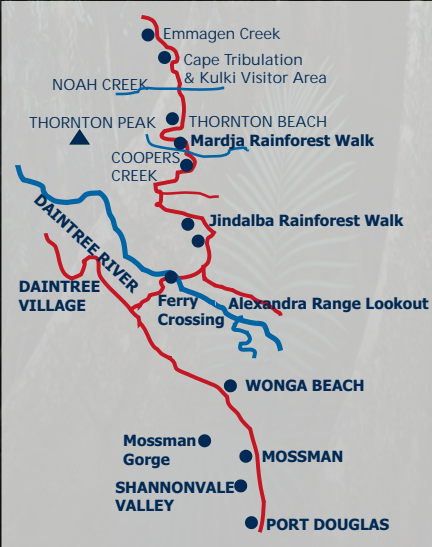 Emmagen Creek
Cape Tribulation
& Kulki Visitor Area
NOAH CREEK
THORNTON PEAK
THORNTON BEACH
Mardja Rainforest Walk
COOPERS
CREEK
Jindalba Rainforest Walk
DAINTREE RIVER
DAINTREE
VILLAGE
Ferry
Crossing
Alexandra Range Lookout
WONGA BEACH
Mossman
Gorge
MOSSMAN
SHANNONVALE
VALLEY
PORT DOUGLAS